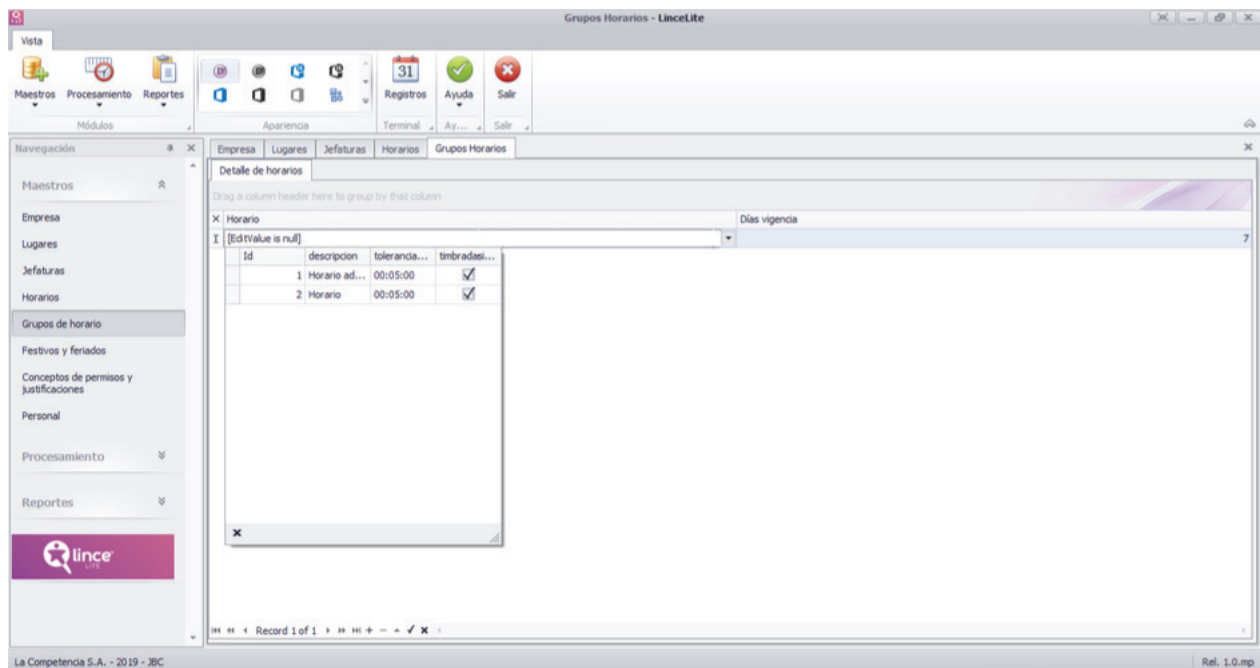 Grupos Horarios - LinceLite
Vista
Maestros Procesamiento Reportes
31
Registros Ayuda Salir
Módulos Apariencia Terminal Ay... Salir
Navegación
Empresa Lugares Jefaturas Horarios Grupos Horarios
Detalle de horarios
Maestros
Drag a column header here to group by that column
Empresa
Horario Días vigencia
[EditValue is null] 7
Lugares
Id descripcion tolerancia... timbradasi...
Jefaturas
1 Horario ad... 00:05:00
Horarios
2 Horario 00:05:00
Grupos de horario
Festivos y feriados
Conceptos de permisos y
justificaciones
Personal
Procesamiento
Reportes
lince
LITE
Record 1 of 1
La Competencia S.A. - 2019 - JBC Rel. 1.0.mp